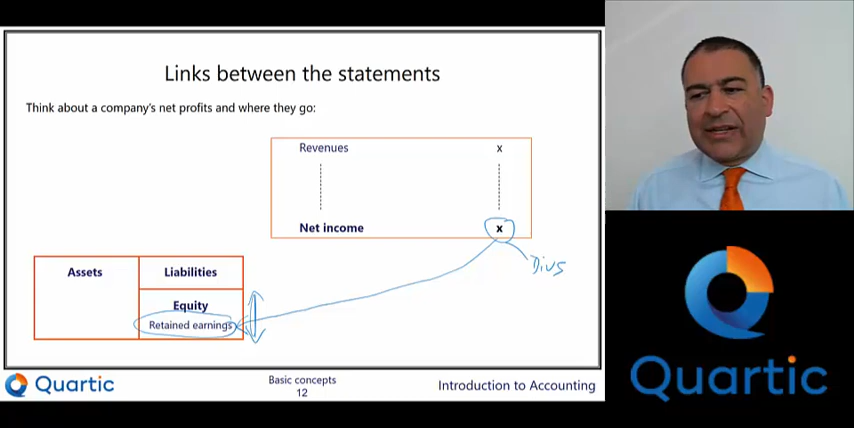 Links between the statements
Think about a company's net profits and where they go:
Revenues x
Net income x
Divs
Assets Liabilities
Equity
Retained earnings
Quartic
Basic concepts
12
Introduction to Accounting
Quartic